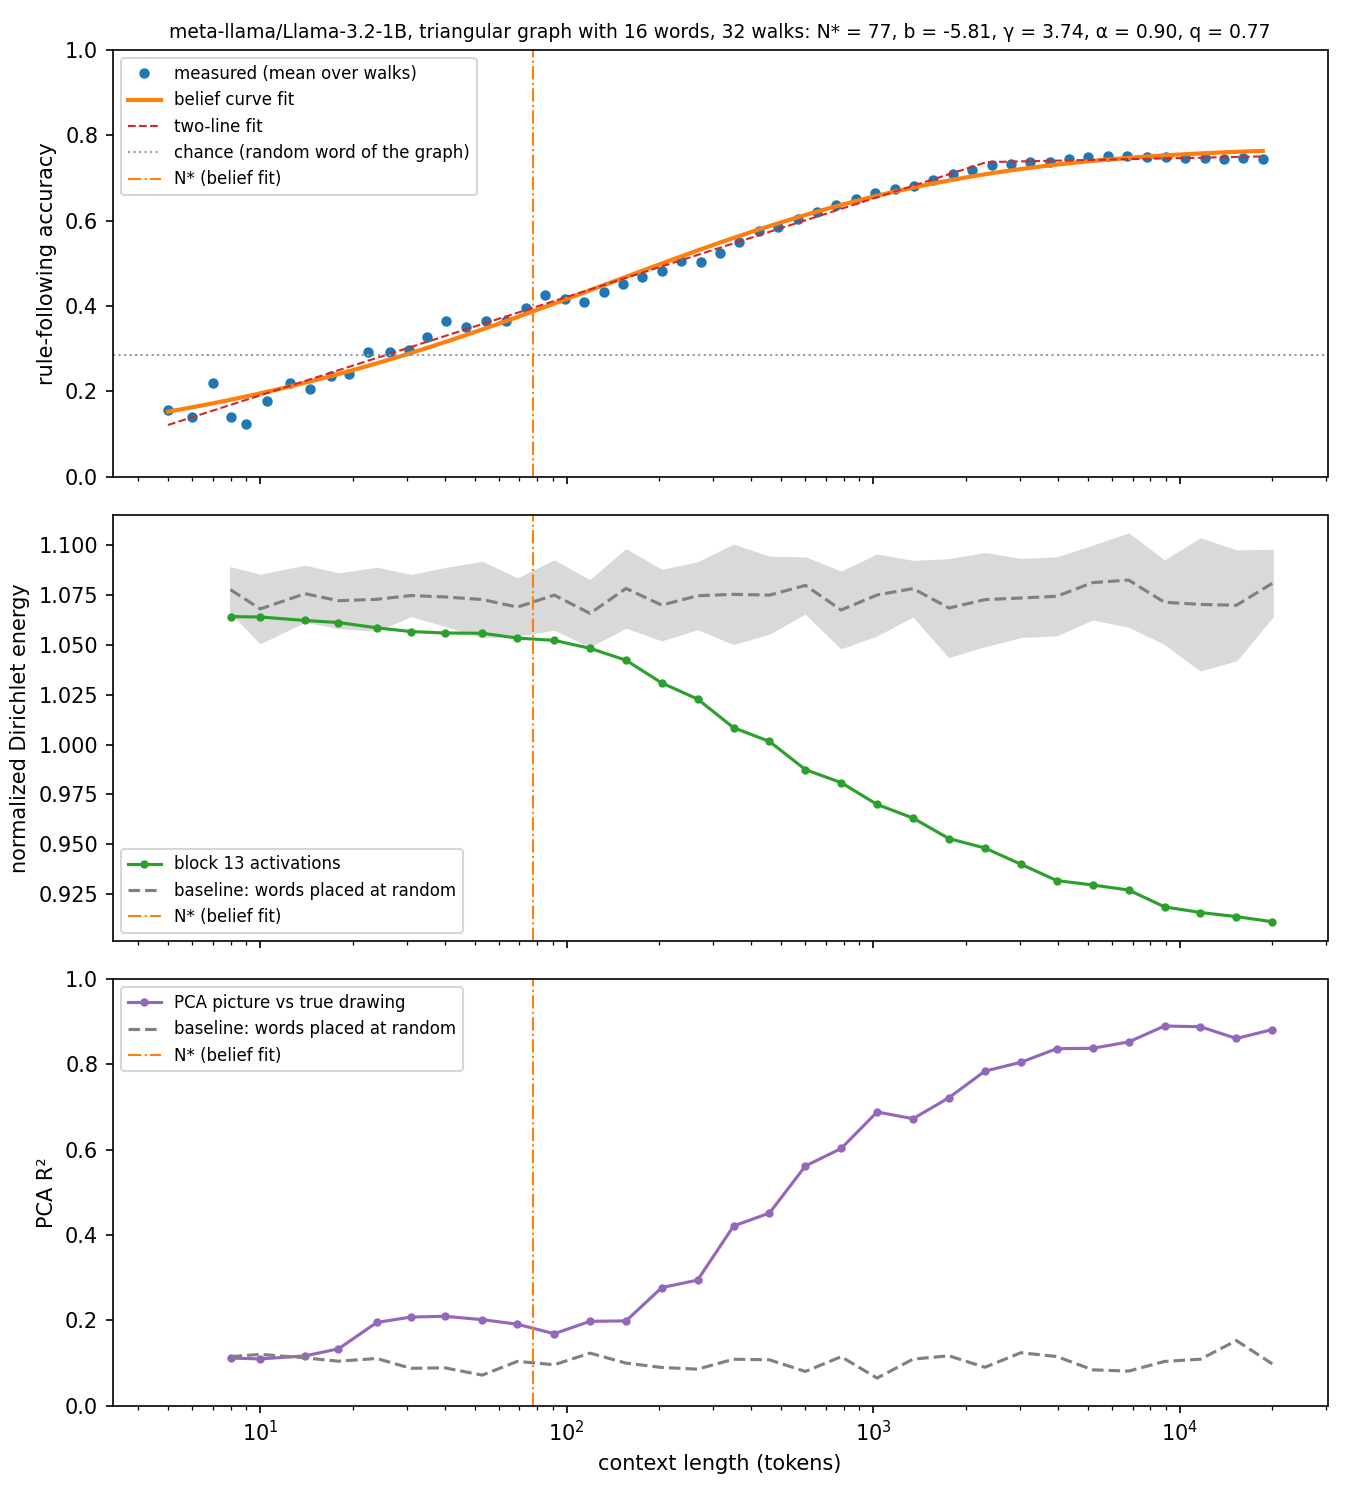 meta-llama/Llama-3.2-1B, triangular graph with 16 words, 32 walks: N* = 77, b = -5.81, γ = 3.74, α = 0.90, q = 0.77
1.0
0.8
0.6
0.4
0.2
0.0
rule-following accuracy
measured (mean over walks)
belief curve fit
two-line fit
chance (random word of the graph)
N* (belief fit)
1.100
1.075
1.050
1.025
1.000
0.975
0.950
0.925
normalized Dirichlet energy
block 13 activations
baseline: words placed at random
N* (belief fit)
1.0
0.8
0.6
0.4
0.2
0.0
PCA R²
PCA picture vs true drawing
baseline: words placed at random
N* (belief fit)
10¹
10²
10³
10⁴
context length (tokens)